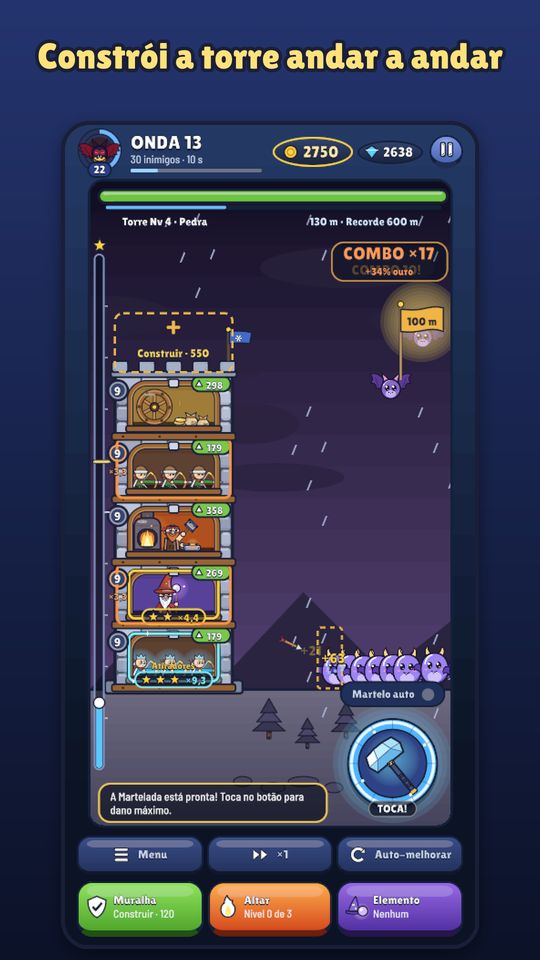 Constrói a torre andar a andar
ONDA 13
30 inimigos · 10 s
22
2750
2638
Torre Nv 4 · Pedra
130 m · Recorde 600 m
COMBO ×17
+34% ouro
100 m
+
Construir · 550
9
298
9
179
9
358
9
269
×4,4
9
179
Atiradores
×9,3
+63
Martelo auto
TOCA!
A Martelada está pronta! Toca no botão para
dano máximo.
Menu
×1
Auto-melhorar
Muralha
Construir · 120
Altar
Nível 0 de 3
Elemento
Nenhum